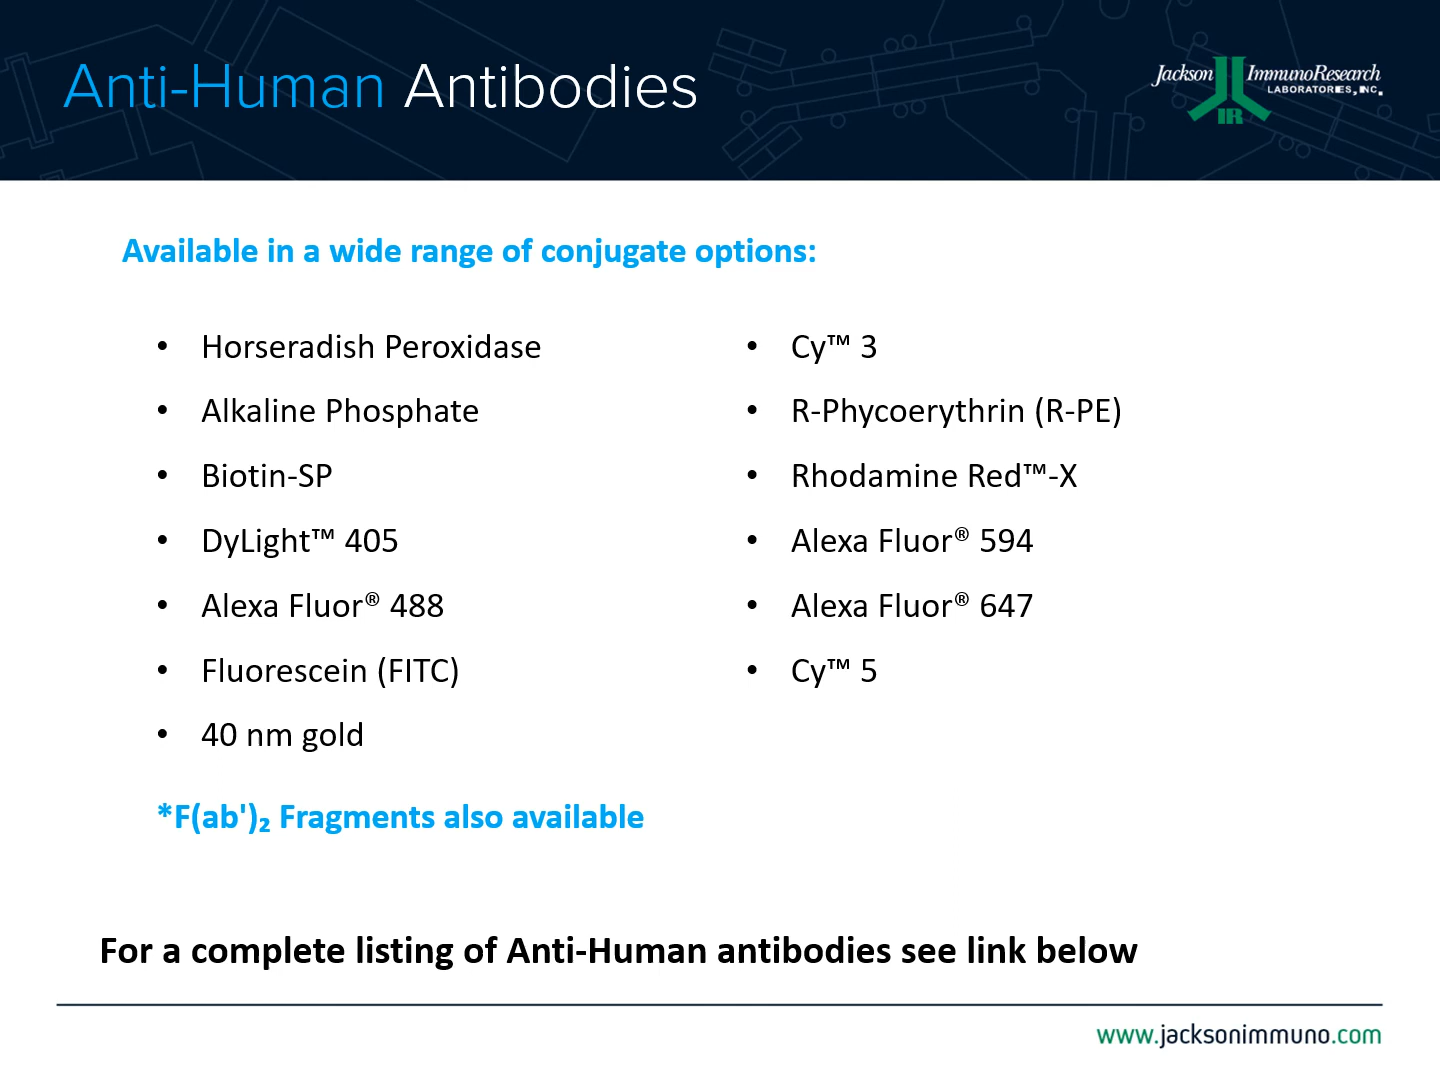 Anti-Human Antibodies
Jackson ImmunoResearch
LABORATORIES, INC.
IR
Available in a wide range of conjugate options:
• Horseradish Peroxidase
• Alkaline Phosphate
• Biotin-SP
• DyLight™ 405
• Alexa Fluor® 488
• Fluorescein (FITC)
• 40 nm gold
• Cy™ 3
• R-Phycoerythrin (R-PE)
• Rhodamine Red™-X
• Alexa Fluor® 594
• Alexa Fluor® 647
• Cy™ 5
*F(ab')₂ Fragments also available
For a complete listing of Anti-Human antibodies see link below
www.jacksonimmuno.com